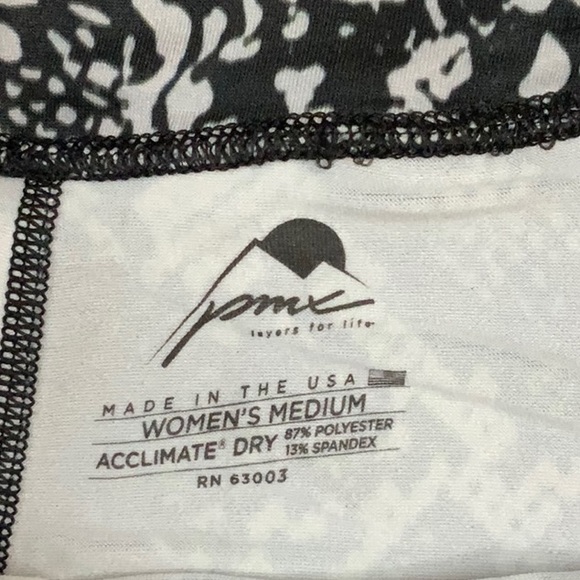 pmx
layers for life
MADE IN THE USA
WOMEN'S MEDIUM
ACCLIMATE® DRY 87% POLYESTER
13% SPANDEX
RN 63003